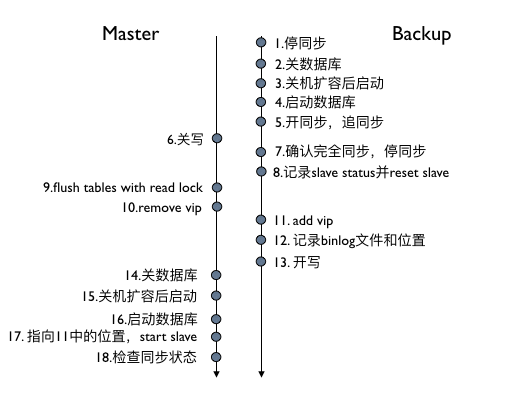 Master
Backup
1.停同步
2.关数据库
3.关机扩容后启动
4.启动数据库
5.开同步，追同步
6.关写
7.确认完全同步，停同步
8.记录slave status并reset slave
9.flush tables with read lock
10.remove vip
11. add vip
12. 记录binlog文件和位置
13. 开写
14.关数据库
15.关机扩容后启动
16.启动数据库
17. 指向11中的位置，start slave
18.检查同步状态